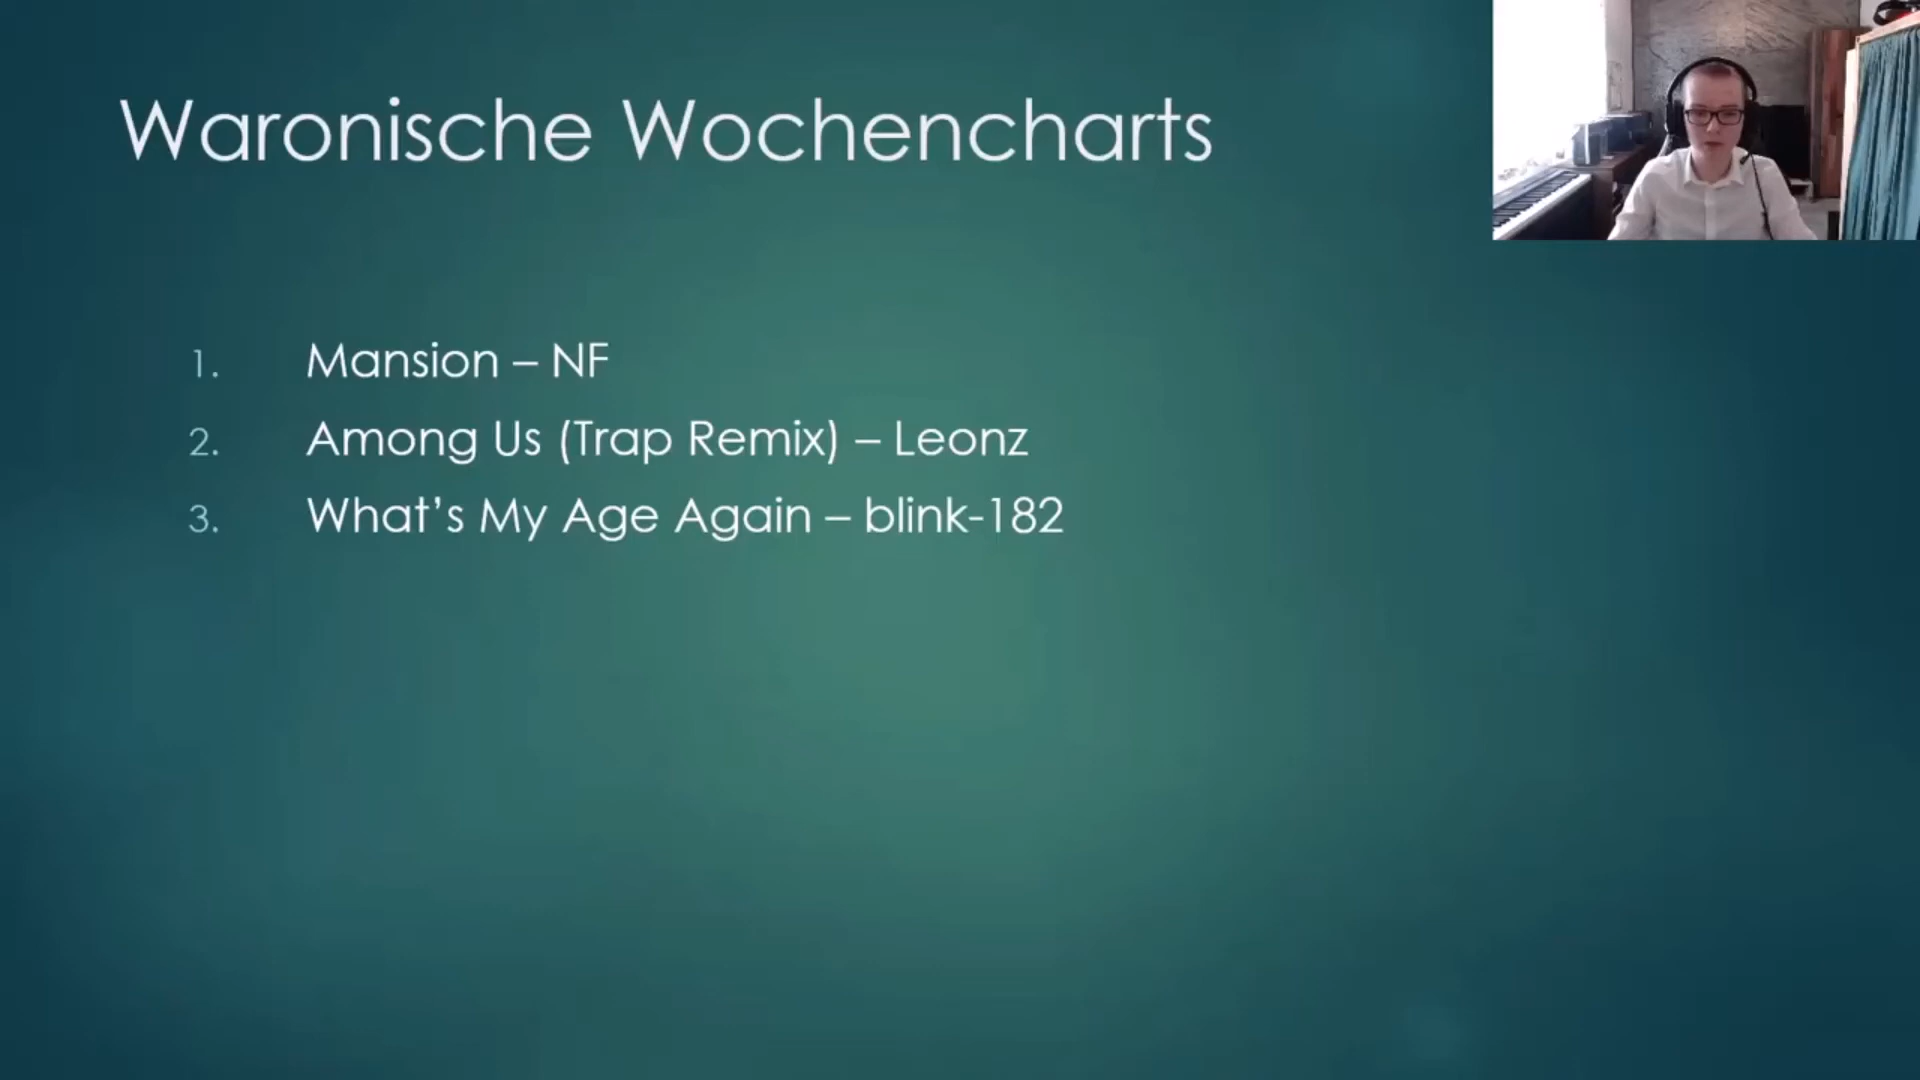 Waronische Wochencharts
1. Mansion – NF
2. Among Us (Trap Remix) – Leonz
3. What’s My Age Again – blink-182